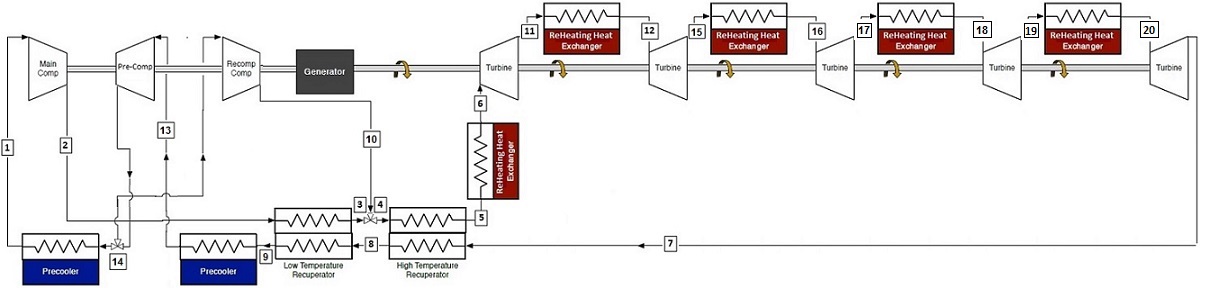 11
ReHeating Heat
Exchanger
12
15
ReHeating Heat
Exchanger
16
17
ReHeating Heat
Exchanger
18
19
ReHeating Heat
Exchanger
20
Main
Comp
Pre-Comp
Recomp
Comp
Generator
Turbine
Turbine
Turbine
Turbine
Turbine
6
13
10
1
2
ReHeating Heat
Exchanger
3
4
5
7
8
9
14
Precooler
Precooler
Low Temperature
Recuperator
High Temperature
Recuperator